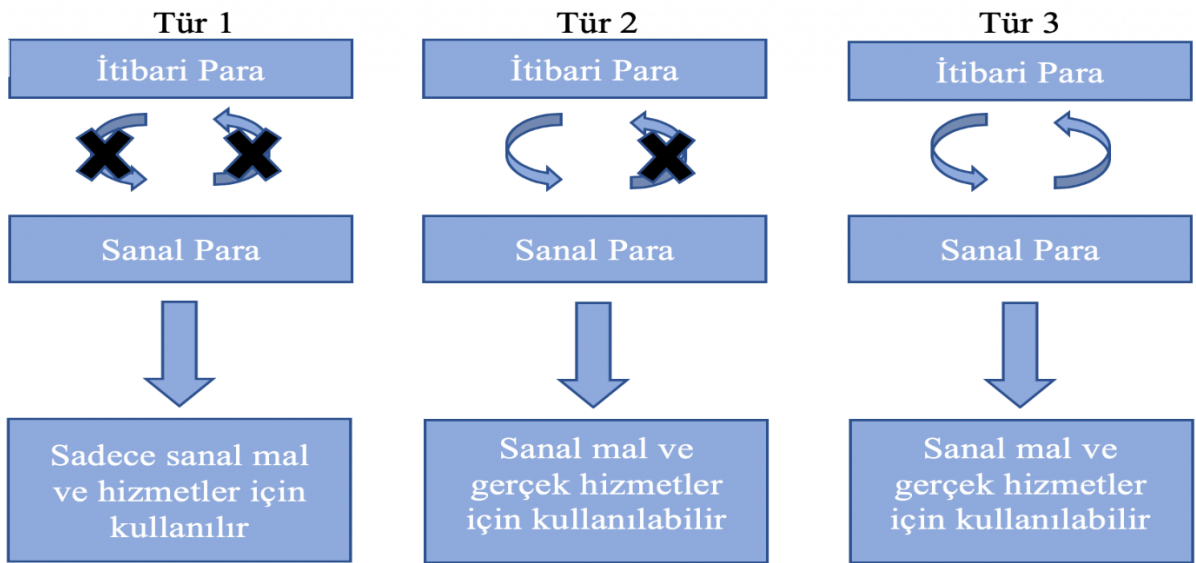 Tür 1
İtibari Para
Sanal Para
Sadece sanal mal
ve hizmetler için
kullanılır
Tür 2
İtibari Para
Sanal Para
Sanal mal ve
gerçek hizmetler
için kullanılabilir
Tür 3
İtibari Para
Sanal Para
Sanal mal ve
gerçek hizmetler
için kullanılabilir